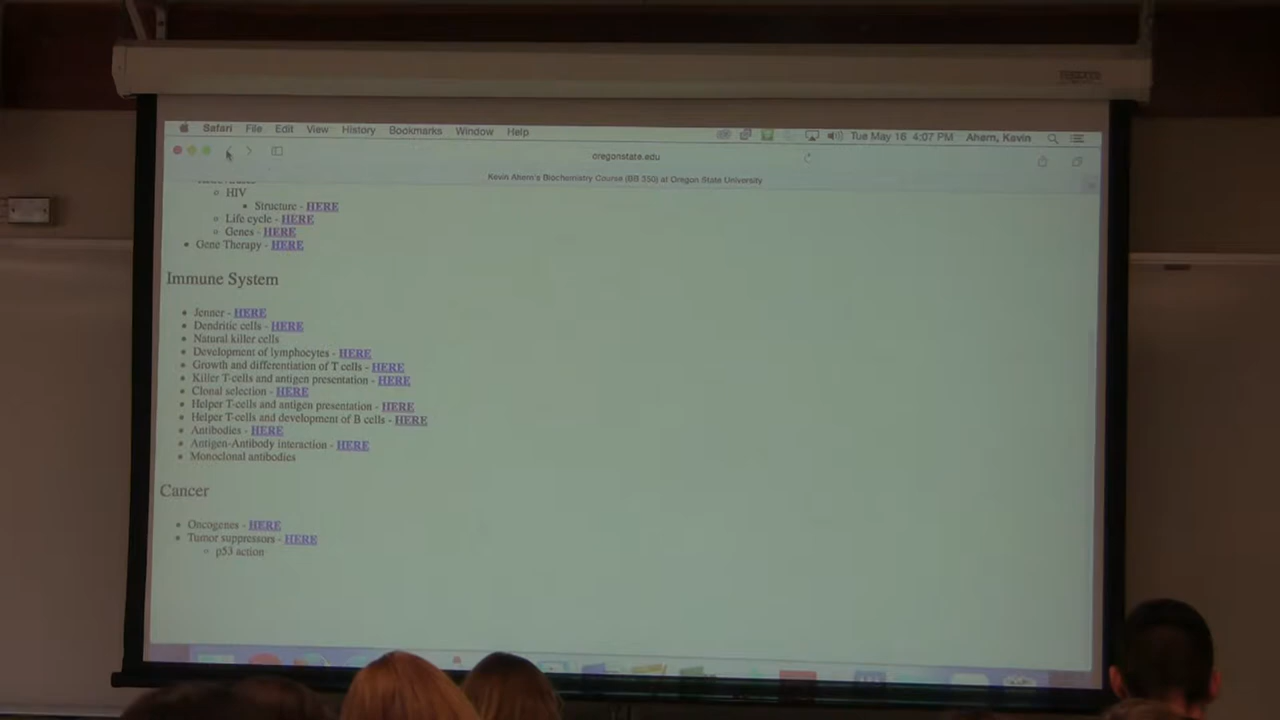 Safari File Edit View History Bookmarks Window Help Tue May 16 4:07 PM Ahern, Kevin
oregonstate.edu
Kevin Ahern's Biochemistry Course (BB 350) at Oregon State University
HIV
Structure - HERE
Life cycle - HERE
Genes - HERE
Gene Therapy - HERE
Immune System
Jenner - HERE
Dendritic cells - HERE
Natural killer cells
Development of lymphocytes - HERE
Growth and differentiation of T cells - HERE
Killer T-cells and antigen presentation - HERE
Clonal selection - HERE
Helper T-cells and antigen presentation - HERE
Helper T-cells and development of B cells - HERE
Antibodies - HERE
Antigen-Antibody interaction - HERE
Monoclonal antibodies
Cancer
Oncogenes - HERE
Tumor suppressors - HERE
p53 action